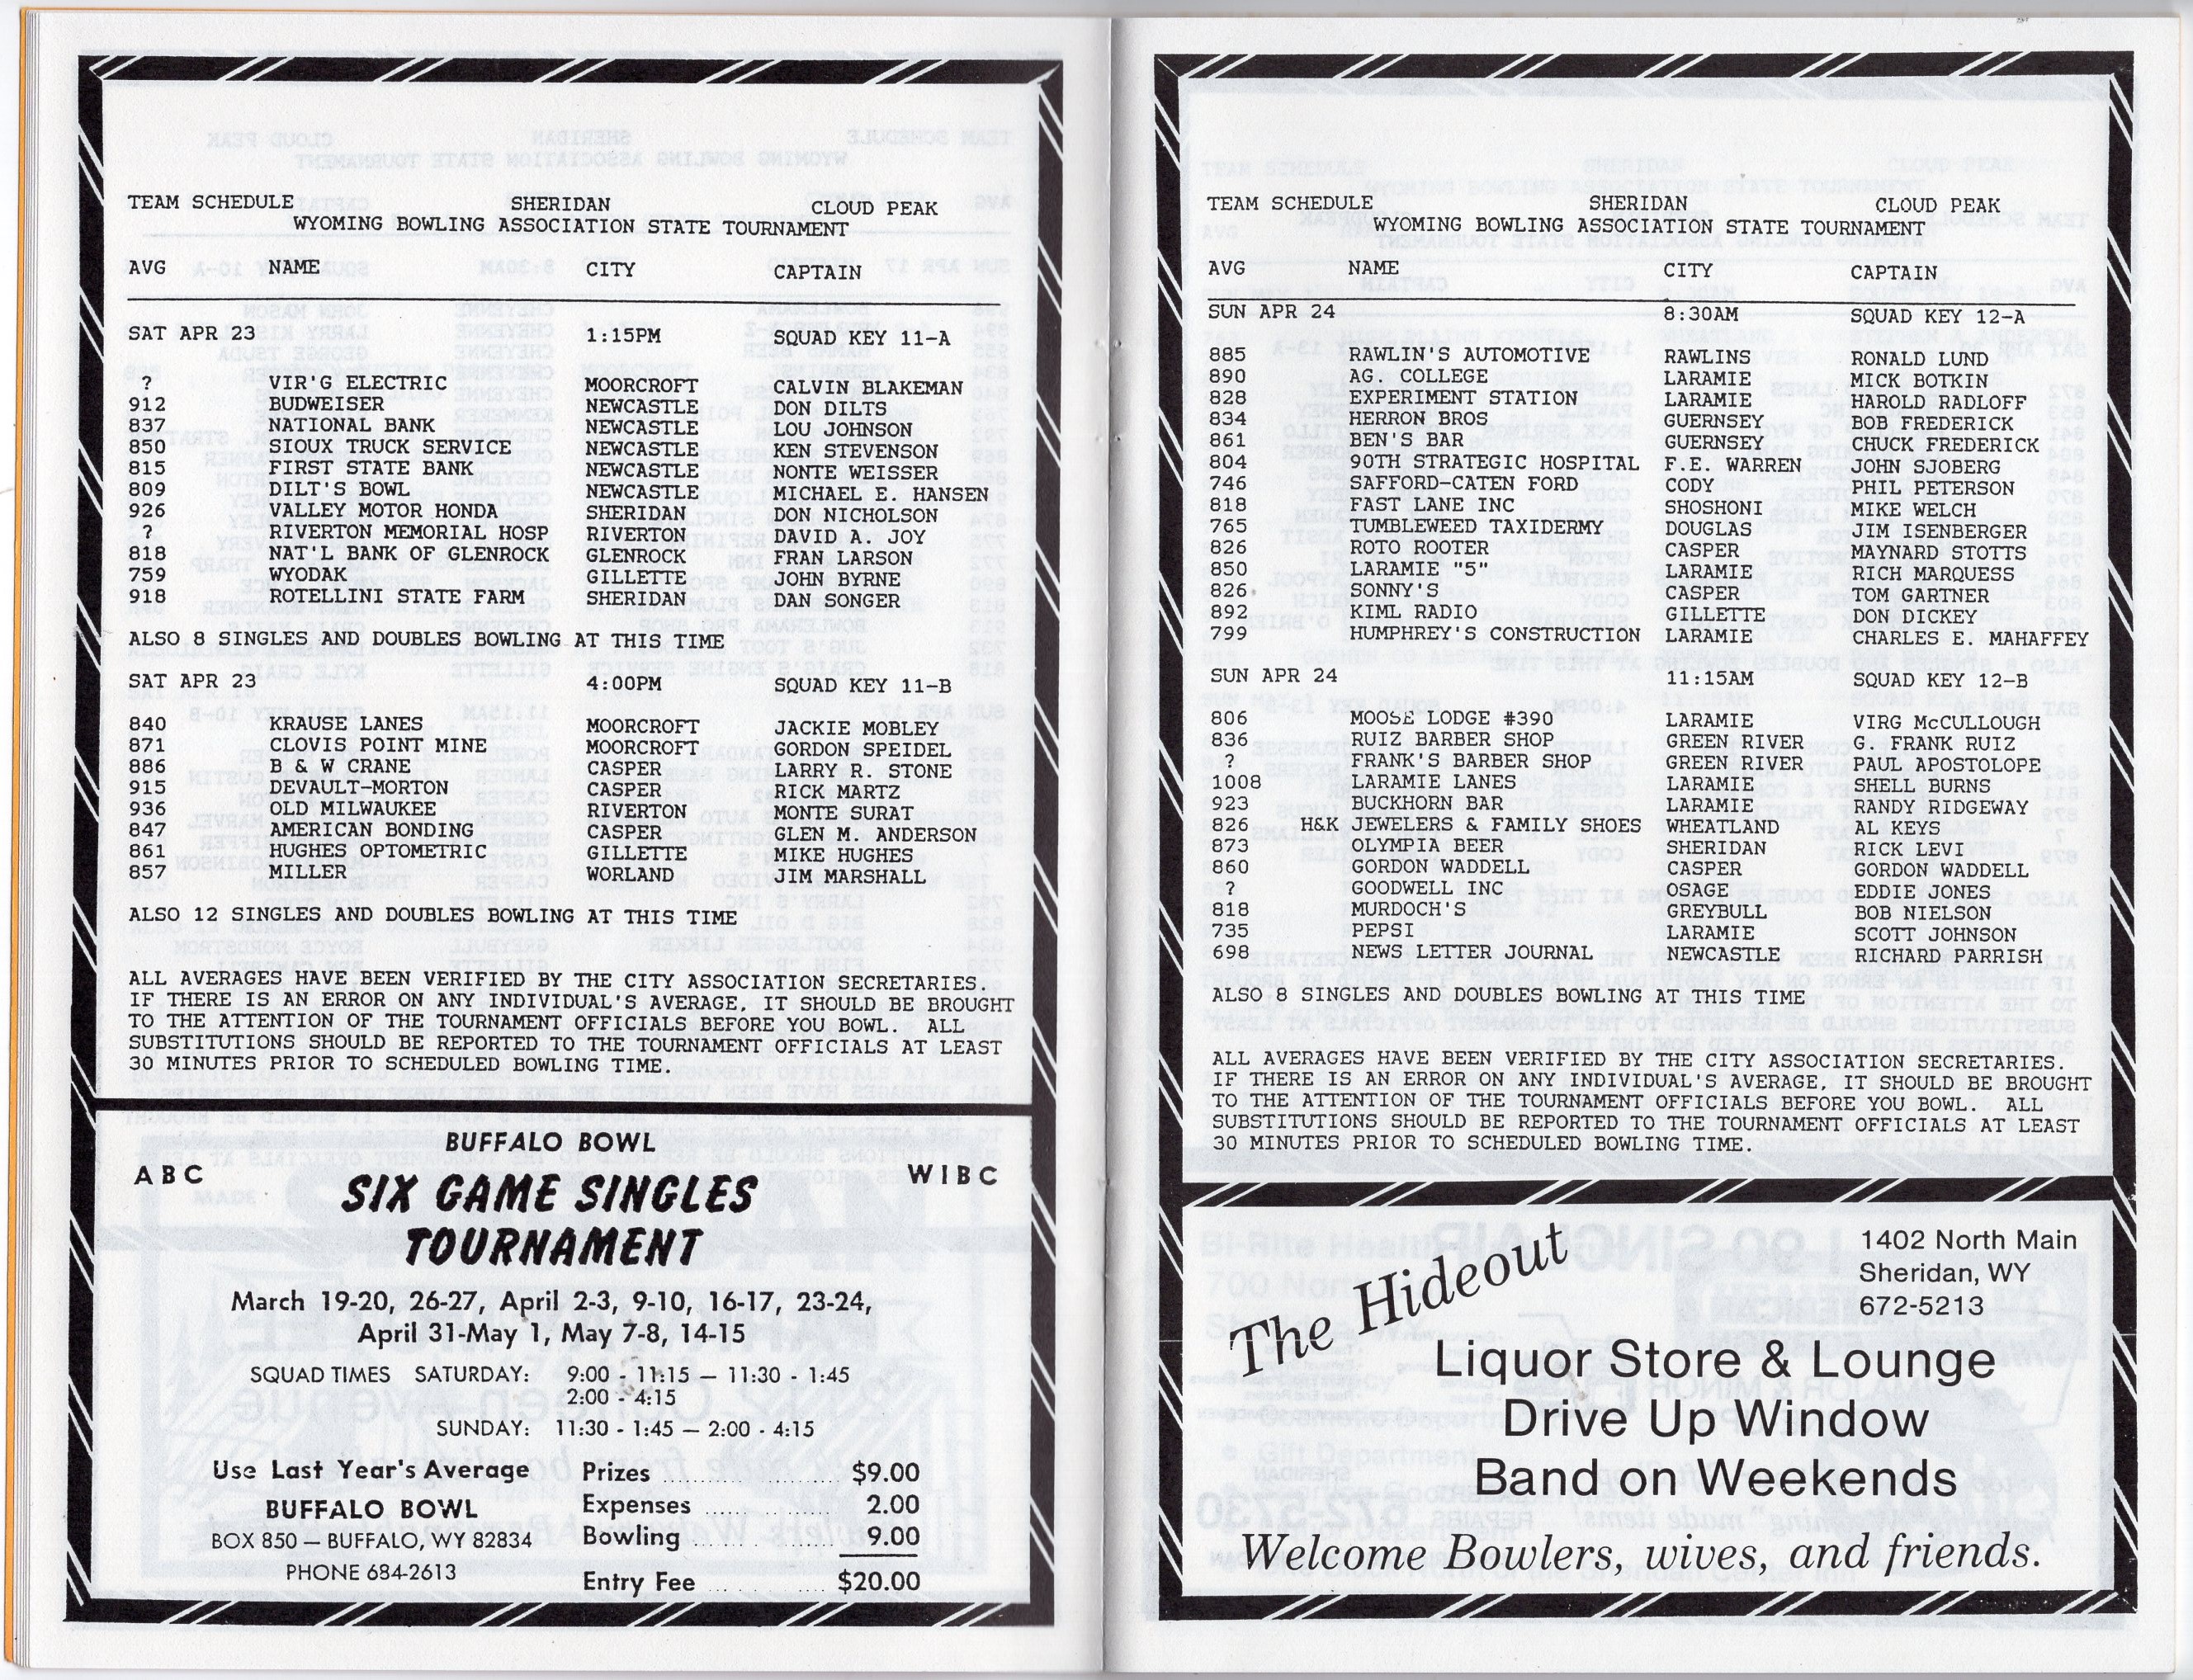 TEAM SCHEDULE SHERIDAN CLOUD PEAK
WYOMING BOWLING ASSOCIATION STATE TOURNAMENT
AVG NAME CITY CAPTAIN
SAT APR 23 1:15PM SQUAD KEY 11-A
? VIR'G ELECTRIC MOORCROFT CALVIN BLAKEMAN
912 BUDWEISER NEWCASTLE DON DILTS
837 NATIONAL BANK NEWCASTLE LOU JOHNSON
850 SIOUX TRUCK SERVICE NEWCASTLE KEN STEVENSON
815 FIRST STATE BANK NEWCASTLE NONTE WEISSER
809 DILT'S BOWL NEWCASTLE MICHAEL E. HANSEN
926 VALLEY MOTOR HONDA SHERIDAN DON NICHOLSON
? RIVERTON MEMORIAL HOSP RIVERTON DAVID A. JOY
818 NAT'L BANK OF GLENROCK GLENROCK FRAN LARSON
759 WYODAK GILLETTE JOHN BYRNE
918 ROTELLINI STATE FARM SHERIDAN DAN SONGER
ALSO 8 SINGLES AND DOUBLES BOWLING AT THIS TIME
SAT APR 23 4:00PM SQUAD KEY 11-B
840 KRAUSE LANES MOORCROFT JACKIE MOBLEY
871 CLOVIS POINT MINE MOORCROFT GORDON SPEIDEL
886 B & W CRANE CASPER LARRY R. STONE
915 DEVAULT-MORTON CASPER RICK MARTZ
936 OLD MILWAUKEE RIVERTON MONTE SURAT
847 AMERICAN BONDING CASPER GLEN M. ANDERSON
861 HUGHES OPTOMETRIC GILLETTE MIKE HUGHES
857 MILLER WORLAND JIM MARSHALL
ALSO 12 SINGLES AND DOUBLES BOWLING AT THIS TIME
ALL AVERAGES HAVE BEEN VERIFIED BY THE CITY ASSOCIATION SECRETARIES.
IF THERE IS AN ERROR ON ANY INDIVIDUAL'S AVERAGE, IT SHOULD BE BROUGHT
TO THE ATTENTION OF THE TOURNAMENT OFFICIALS BEFORE YOU BOWL. ALL
SUBSTITUTIONS SHOULD BE REPORTED TO THE TOURNAMENT OFFICIALS AT LEAST
30 MINUTES PRIOR TO SCHEDULED BOWLING TIME.
BUFFALO BOWL
ABC WIBC
SIX GAME SINGLES
TOURNAMENT
March 19-20, 26-27, April 2-3, 9-10, 16-17, 23-24,
April 31-May 1, May 7-8, 14-15
SQUAD TIMES SATURDAY: 9:00 - 11:15 — 11:30 - 1:45
2:00 - 4:15
SUNDAY: 11:30 - 1:45 — 2:00 - 4:15
Use Last Year's Average
BUFFALO BOWL
BOX 850 — BUFFALO, WY 82834
PHONE 684-2613
Prizes $9.00
Expenses 2.00
Bowling 9.00
Entry Fee $20.00
TEAM SCHEDULE SHERIDAN CLOUD PEAK
WYOMING BOWLING ASSOCIATION STATE TOURNAMENT
AVG NAME CITY CAPTAIN
SUN APR 24 8:30AM SQUAD KEY 12-A
885 RAWLIN'S AUTOMOTIVE RAWLINS RONALD LUND
890 AG. COLLEGE LARAMIE MICK BOTKIN
828 EXPERIMENT STATION LARAMIE HAROLD RADLOFF
834 HERRON BROS GUERNSEY BOB FREDERICK
861 BEN'S BAR GUERNSEY CHUCK FREDERICK
804 90TH STRATEGIC HOSPITAL F.E. WARREN JOHN SJOBERG
746 SAFFORD-CATEN FORD CODY PHIL PETERSON
818 FAST LANE INC SHOSHONI MIKE WELCH
765 TUMBLEWEED TAXIDERMY DOUGLAS JIM ISENBERGER
826 ROTO ROOTER CASPER MAYNARD STOTTS
850 LARAMIE "5" LARAMIE RICH MARQUESS
826 SONNY'S CASPER TOM GARTNER
892 KIML RADIO GILLETTE DON DICKEY
799 HUMPHREY'S CONSTRUCTION LARAMIE CHARLES E. MAHAFFEY
SUN APR 24 11:15AM SQUAD KEY 12-B
806 MOOSE LODGE #390 LARAMIE VIRG McCULLOUGH
836 RUIZ BARBER SHOP GREEN RIVER G. FRANK RUIZ
? FRANK'S BARBER SHOP GREEN RIVER PAUL APOSTOLOPE
1008 LARAMIE LANES LARAMIE SHELL BURNS
923 BUCKHORN BAR LARAMIE RANDY RIDGEWAY
826 H&K JEWELERS & FAMILY SHOES WHEATLAND AL KEYS
873 OLYMPIA BEER SHERIDAN RICK LEVI
860 GORDON WADDELL CASPER GORDON WADDELL
GOODWELL INC OSAGE EDDIE JONES
818 MURDOCH'S GREYBULL BOB NIELSON
735 PEPSI LARAMIE SCOTT JOHNSON
698 NEWS LETTER JOURNAL NEWCASTLE RICHARD PARRISH
ALSO 8 SINGLES AND DOUBLES BOWLING AT THIS TIME
ALL AVERAGES HAVE BEEN VERIFIED BY THE CITY ASSOCIATION SECRETARIES.
IF THERE IS AN ERROR ON ANY INDIVIDUAL'S AVERAGE, IT SHOULD BE BROUGHT
TO THE ATTENTION OF THE TOURNAMENT OFFICIALS BEFORE YOU BOWL. ALL
SUBSTITUTIONS SHOULD BE REPORTED TO THE TOURNAMENT OFFICIALS AT LEAST
30 MINUTES PRIOR TO SCHEDULED BOWLING TIME.
The Hideout
1402 North Main
Sheridan, WY
672-5213
Liquor Store & Lounge
Drive Up Window
Band on Weekends
Welcome Bowlers, wives, and friends.